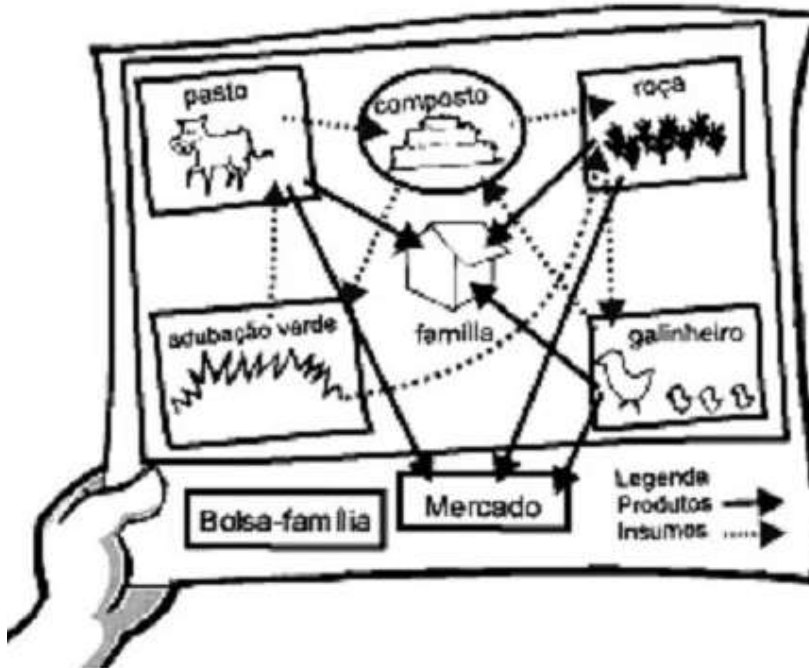 pasto
composto
roça
adubação verde
família
galinheiro
Bolsa-família
Mercado
Legenda
Produtos
Insumos